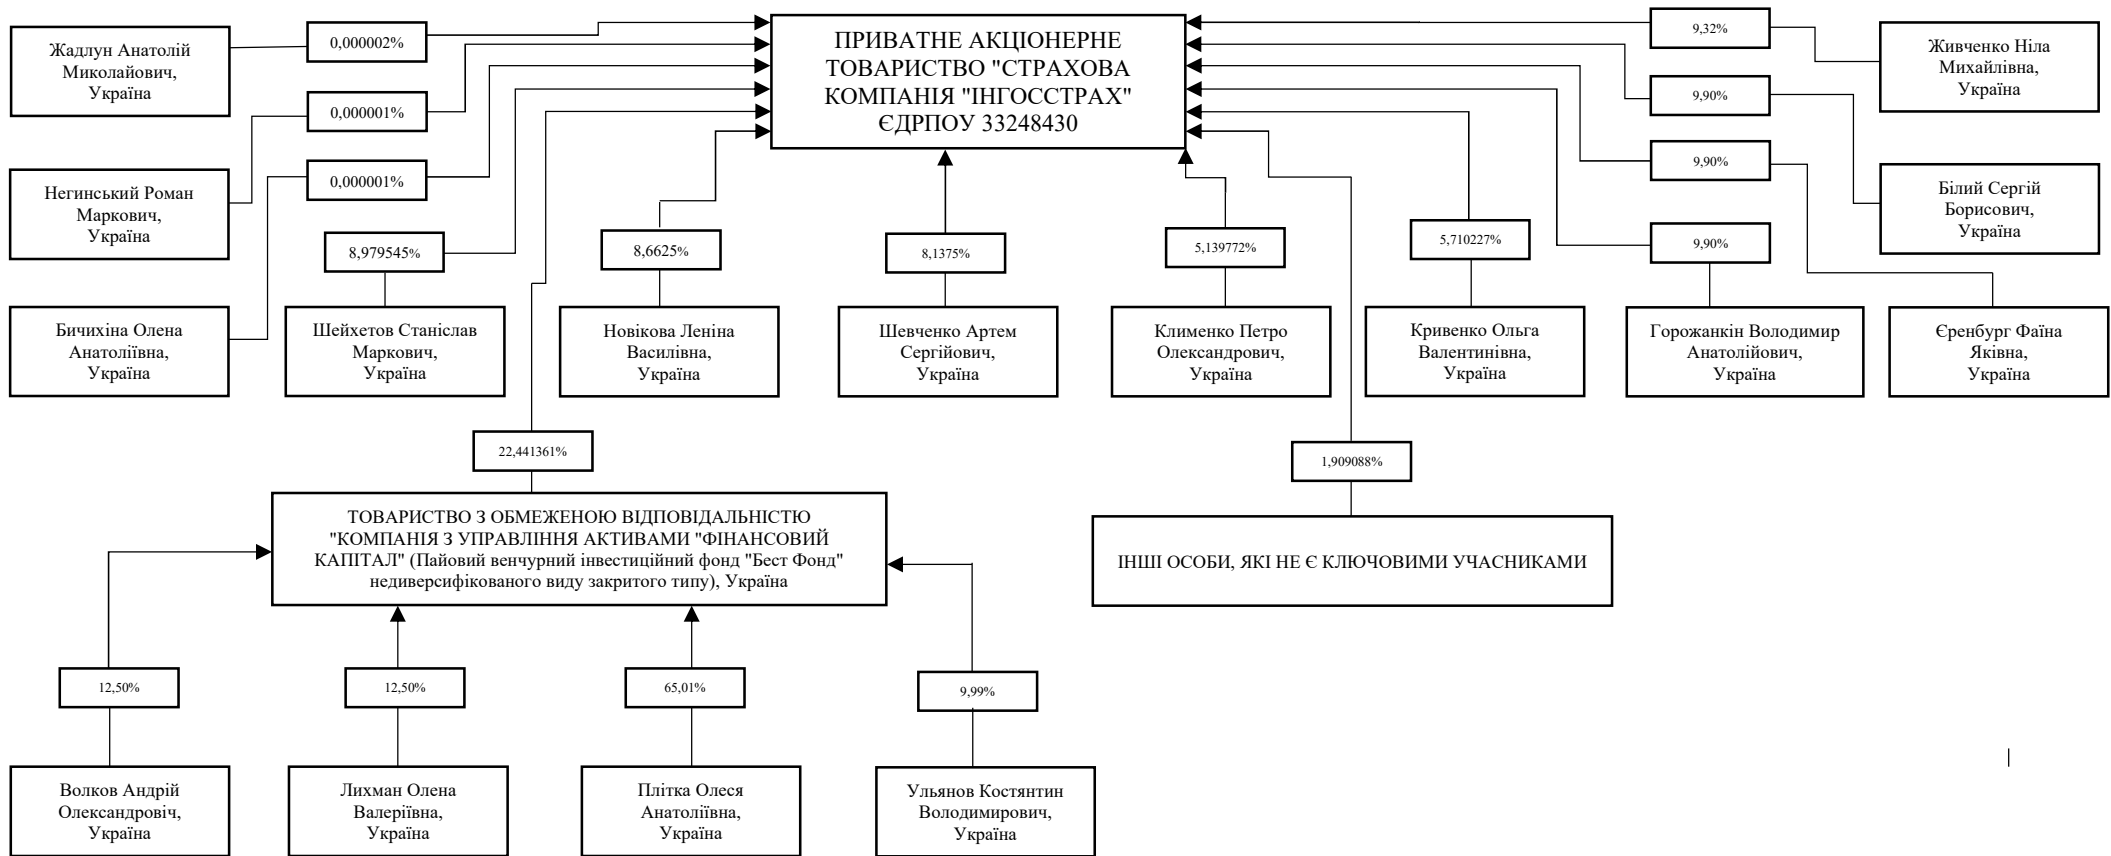 Жадлун Анатолій
Миколайович,
Україна
0,000002%
ПРИВАТНЕ АКЦІОНЕРНЕ
ТОВАРИСТВО "СТРАХОВА
КОМПАНІЯ "ІНГОССТРАХ"
ЄДРПОУ 33248430
9,32%
Живченко Ніла
Михайлівна,
Україна
0,000001%
9,90%
Негинський Роман
Маркович,
Україна
0,000001%
9,90%
Білий Сергій
Борисович,
Україна
8,979545%
8,6625%
8,1375%
5,139772%
5,710227%
9,90%
Бичихіна Олена
Анатоліївна,
Україна
Шейхетов Станіслав
Маркович,
Україна
Новікова Леніна
Василівна,
Україна
Шевченко Артем
Сергійович,
Україна
Клименко Петро
Олександрович,
Україна
Кривенко Ольга
Валентинівна,
Україна
Горожанкін Володимир
Анатолійович,
Україна
Єренбург Фаїна
Яківна,
Україна
22,441361%
1,909088%
ТОВАРИСТВО З ОБМЕЖЕНОЮ ВІДПОВІДАЛЬНІСТЮ
"КОМПАНІЯ З УПРАВЛІННЯ АКТИВАМИ "ФІНАНСОВИЙ
КАПІТАЛ" (Пайовий венчурний інвестиційний фонд "Бест Фонд"
недиверсифікованого виду закритого типу), Україна
ІНШІ ОСОБИ, ЯКІ НЕ Є КЛЮЧОВИМИ УЧАСНИКАМИ
12,50%
12,50%
65,01%
9,99%
Волков Андрій
Олександровіч,
Україна
Лихман Олена
Валеріївна,
Україна
Плітка Олеся
Анатоліївна,
Україна
Ульянов Костянтин
Володимирович,
Україна